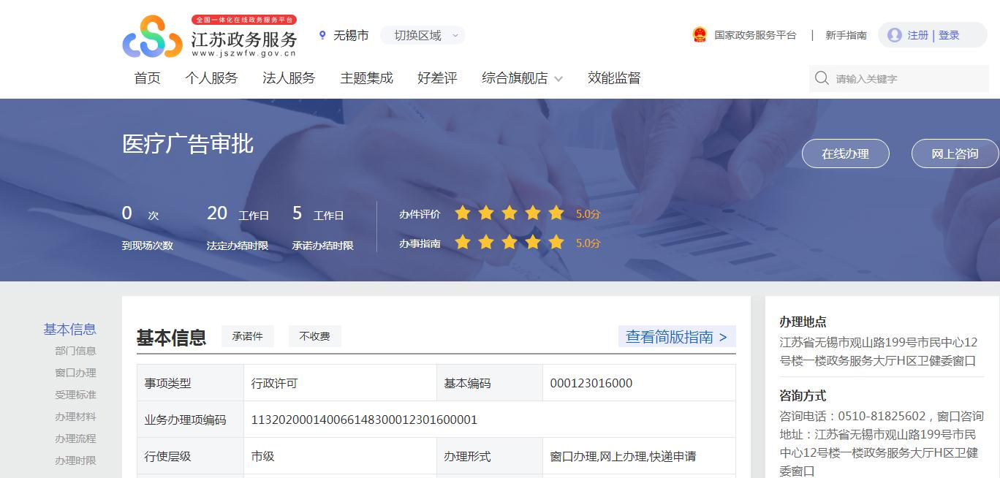 全国一体化在线政务服务平台
江苏政务服务
www.jszwfw.gov.cn
无锡市
切换区域
国家政务服务平台 | 新手指南
注册 | 登录
首页 个人服务 法人服务 主题集成 好差评 综合旗舰店 效能监督
请输入关键字
医疗广告审批
在线办理
网上咨询
0 次
到现场次数
20 工作日
法定办结时限
5 工作日
承诺办结时限
办件评价 5.0分
办事指南 5.0分
基本信息
部门信息
窗口办理
受理标准
办理材料
办理流程
办理时限
基本信息 承诺件 不收费
查看简版指南 >
事项类型 行政许可 基本编码 000123016000
业务办理项编码 11320200014006614830001230160​0001
行使层级 市级 办理形式 窗口办理,网上办理,快递申请
办理地点
江苏省无锡市观山路199号市民中心12
号楼一楼政务服务大厅H区卫健委窗口
咨询方式
咨询电话：0510-81825602，窗口咨询
地址：江苏省无锡市观山路199号市民
中心12号楼一楼政务服务大厅H区卫健
委窗口